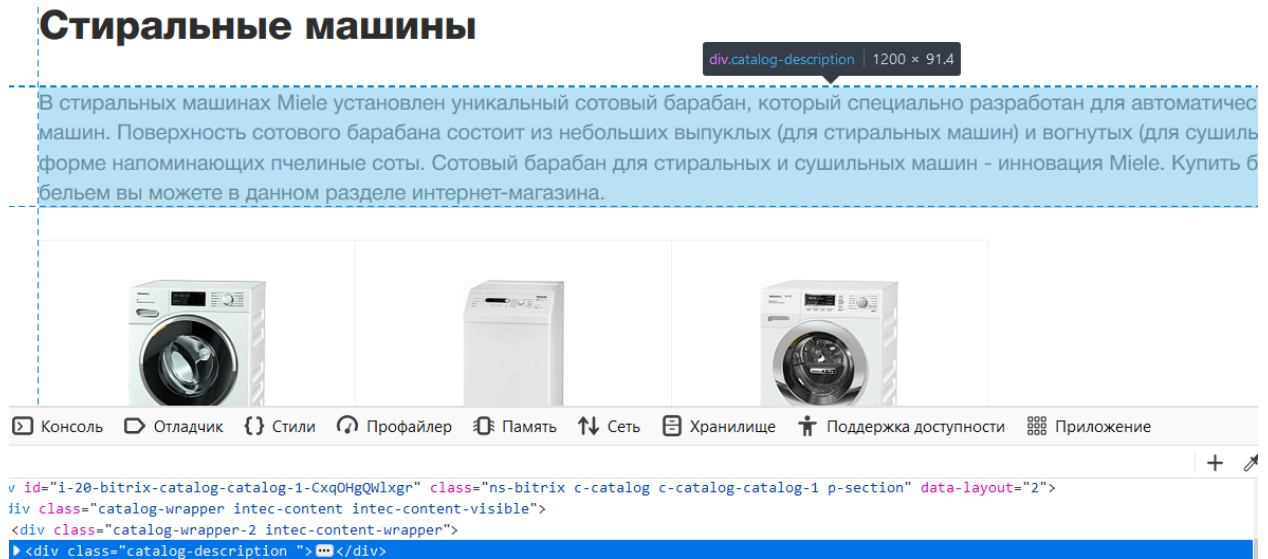 Стиральные машины
div.catalog-description 1200 × 91.4
В стиральных машинах Miele установлен уникальный сотовый барабан, который специально разработан для автоматичес
машин. Поверхность сотового барабана состоит из небольших выпуклых (для стиральных машин) и вогнутых (для сушиль
форме напоминающих пчелиные соты. Сотовый барабан для стиральных и сушильных машин - инновация Miele. Купить б
бельем вы можете в данном разделе интернет-магазина.
Консоль Отладчик {} Стили Профайлер Память Сеть Хранилище Поддержка доступности Приложение
v id="i-20-bitrix-catalog-catalog-1-CxqOHgQWlxgr" class="ns-bitrix c-catalog c-catalog-catalog-1 p-section" data-layout="2">
div class="catalog-wrapper intec-content intec-content-visible">
<div class="catalog-wrapper-2 intec-content-wrapper">
<div class="catalog-description ">…</div>